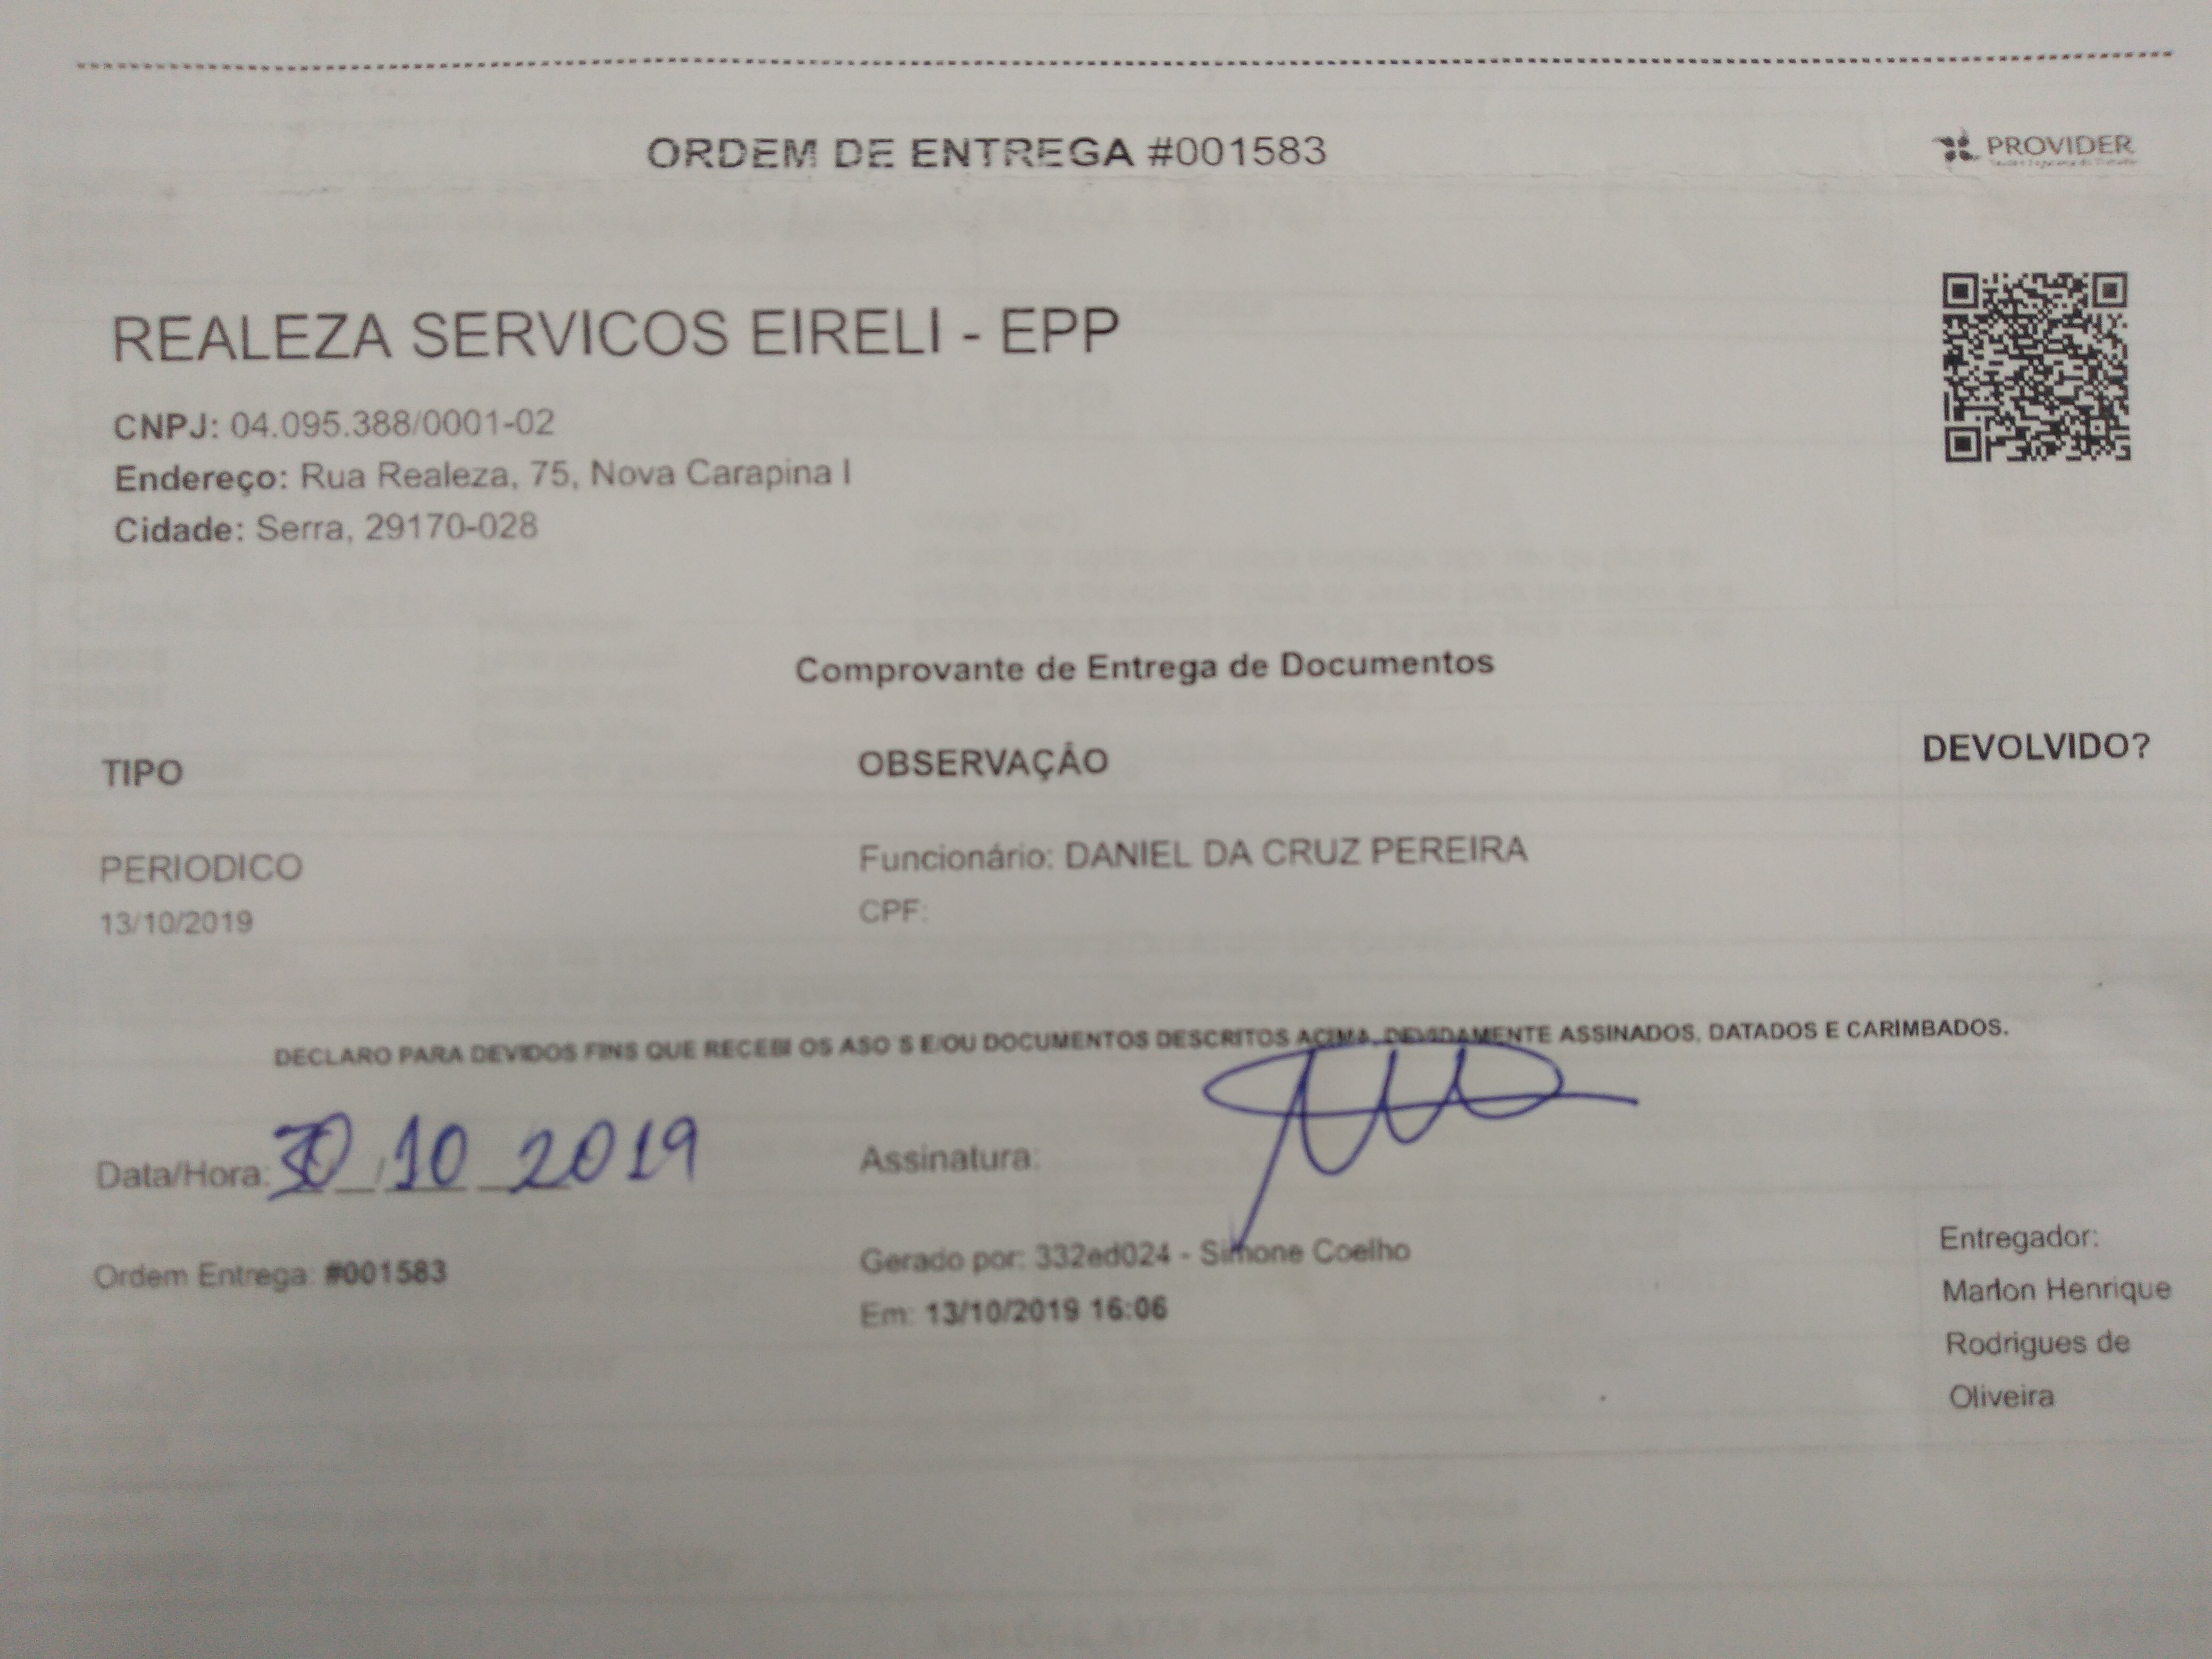 ORDEM DE ENTREGA #001583
PROVIDER
REALEZA SERVICOS EIRELI - EPP
CNPJ: 04.095.388/0001-02
Endereço: Rua Realeza, 75, Nova Carapina I
Cidade: Serra, 29170-028
Comprovante de Entrega de Documentos
TIPO OBSERVAÇÃO DEVOLVIDO?
PERIODICO Funcionário: DANIEL DA CRUZ PEREIRA
13/10/2019 CPF:
DECLARO PARA DEVIDOS FINS QUE RECEBI OS ASO S E/OU DOCUMENTOS DESCRITOS ACIMA, DEVIDAMENTE ASSINADOS, DATADOS E CARIMBADOS.
Data/Hora: / 10 2019 Assinatura:
Ordem Entrega: #001583
Gerado por: 332ed024 - Simone Coelho
Em: 13/10/2019 16:06
Entregador:
Marlon Henrique
Rodrigues de
Oliveira